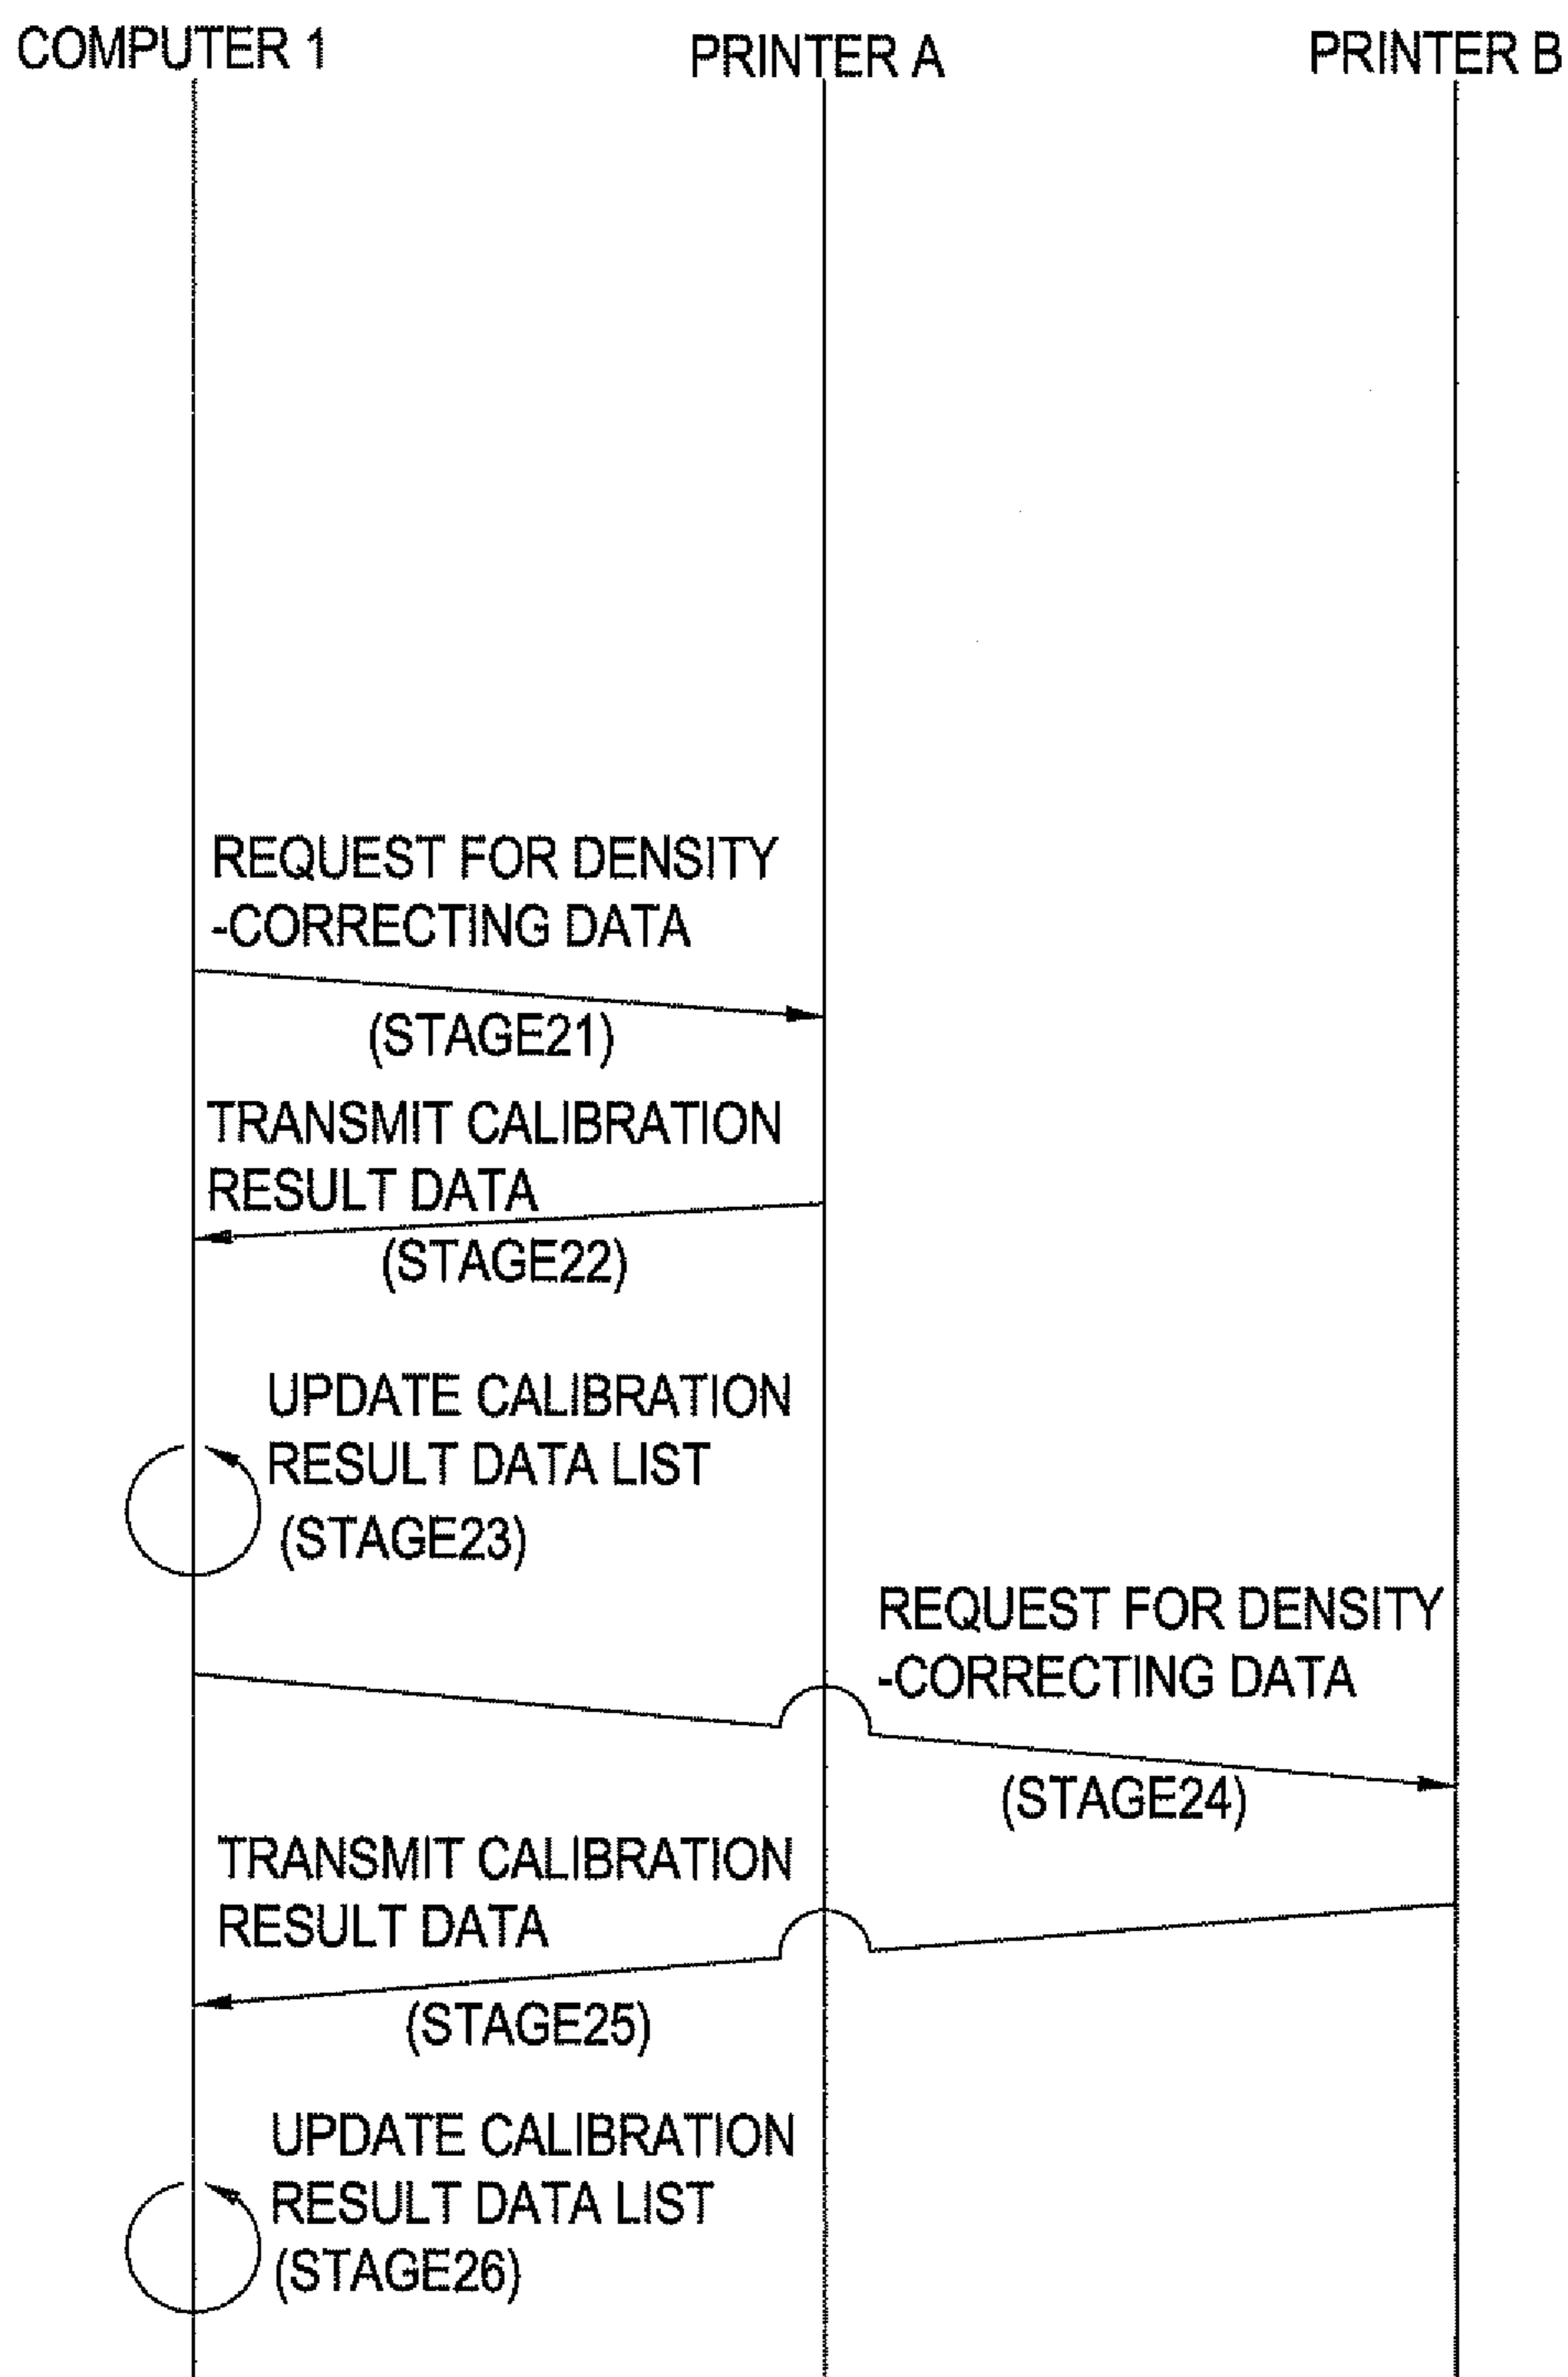 COMPUTER 1
PRINTER A
PRINTER B
REQUEST FOR DENSITY
-CORRECTING DATA
(STAGE21)
TRANSMIT CALIBRATION
RESULT DATA
(STAGE22)
UPDATE CALIBRATION
RESULT DATA LIST
(STAGE23)
REQUEST FOR DENSITY
-CORRECTING DATA
(STAGE24)
TRANSMIT CALIBRATION
RESULT DATA
(STAGE25)
UPDATE CALIBRATION
RESULT DATA LIST
(STAGE26)